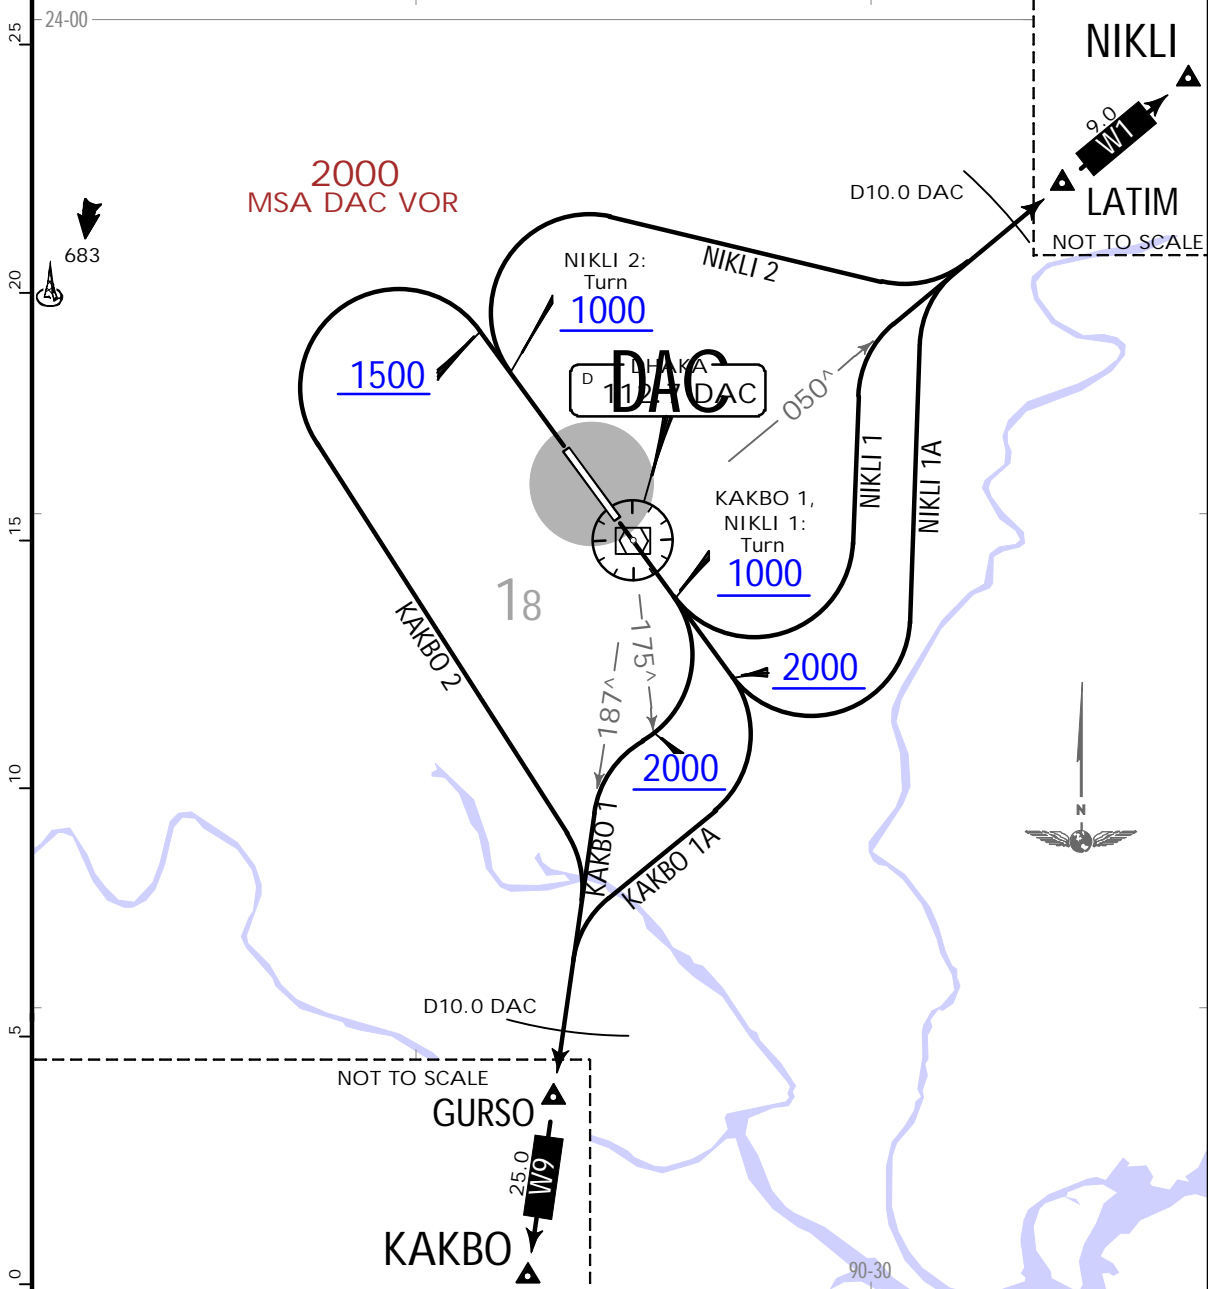 24-00
25
20
15
10
5
0
NIKLI
9.0
W1
LATIM
NOT TO SCALE
D10.0 DAC
2000
MSA DAC VOR
683
NIKLI 2:
Turn
1000
NIKLI 2
1500
DAC
DHAKA
D
112.7 DAC
050^
NIKLI 1
NIKLI 1A
KAKBO 1,
NIKLI 1:
Turn
1000
18
KAKBO 2
175^
187^
2000
2000
KAKBO 1
KAKBO 1A
N
D10.0 DAC
NOT TO SCALE
GURSO
25.0
W9
KAKBO
90-30